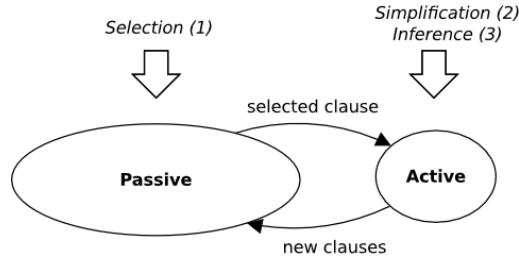 Selection (1)
Simplification (2)
Inference (3)
selected clause
Passive
Active
new clauses